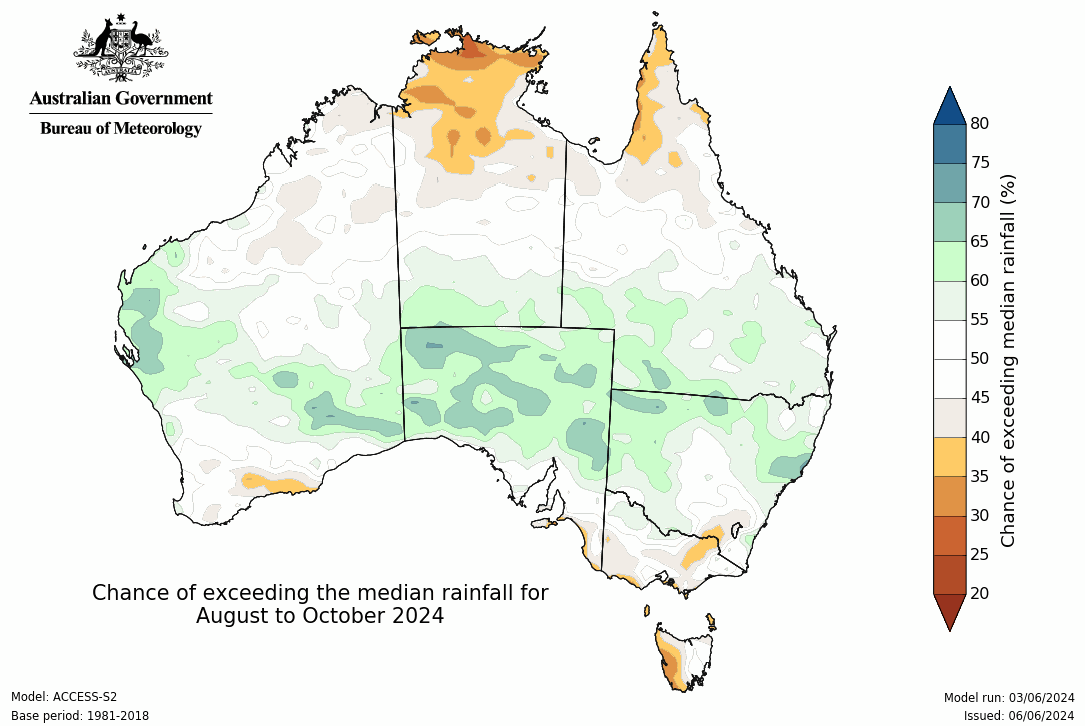 AUSTRALIA
Australian Government
Bureau of Meteorology
80
75
70
65
60
55
50
45
40
35
30
25
20
Chance of exceeding median rainfall (%)
Chance of exceeding the median rainfall for
August to October 2024
Model: ACCESS-S2
Base period: 1981-2018
Model run: 03/06/2024
Issued: 06/06/2024